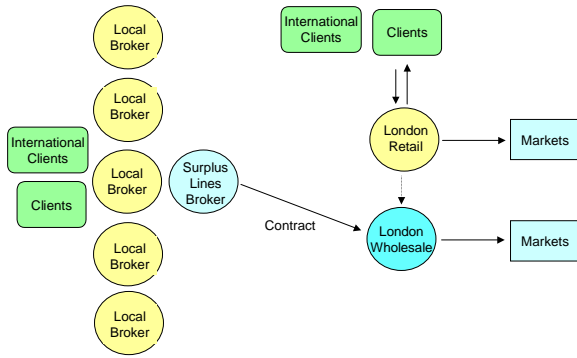 Local
Broker
Local
Broker
International
Clients
Clients
Local
Broker
Surplus
Lines
Broker
Local
Broker
Local
Broker
Contract
International
Clients
Clients
London
Retail
Markets
London
Wholesale
Markets